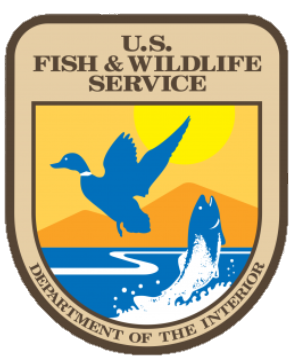 U.S.
FISH & WILDLIFE
SERVICE
DEPARTMENT OF THE INTERIOR